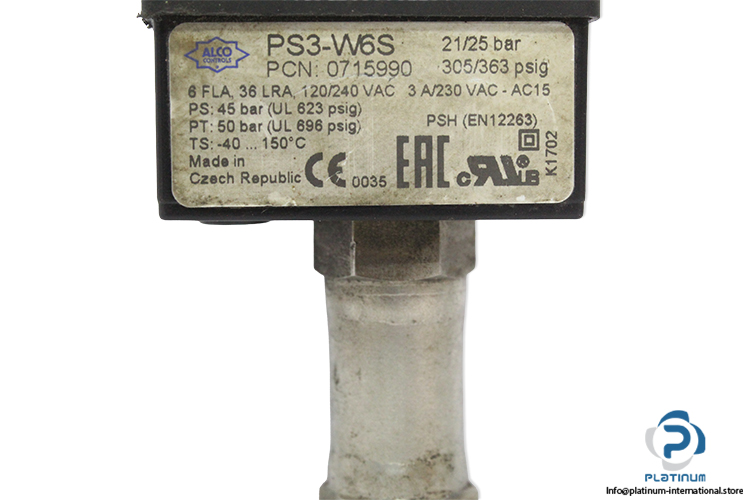 ALCO
CONTROLS
PS3-W6S 21/25 bar
PCN: 0715990 305/363 psig
6 FLA, 36 LRA, 120/240 VAC 3 A/230 VAC - AC15
PS: 45 bar (UL 623 psig)
PT: 50 bar (UL 696 psig) PSH (EN12263)
TS: -40 ... 150°C
Made in
Czech Republic CE 0035 EAC c RU ® US
K1702
PLATINUM
Info@platinum-international.store